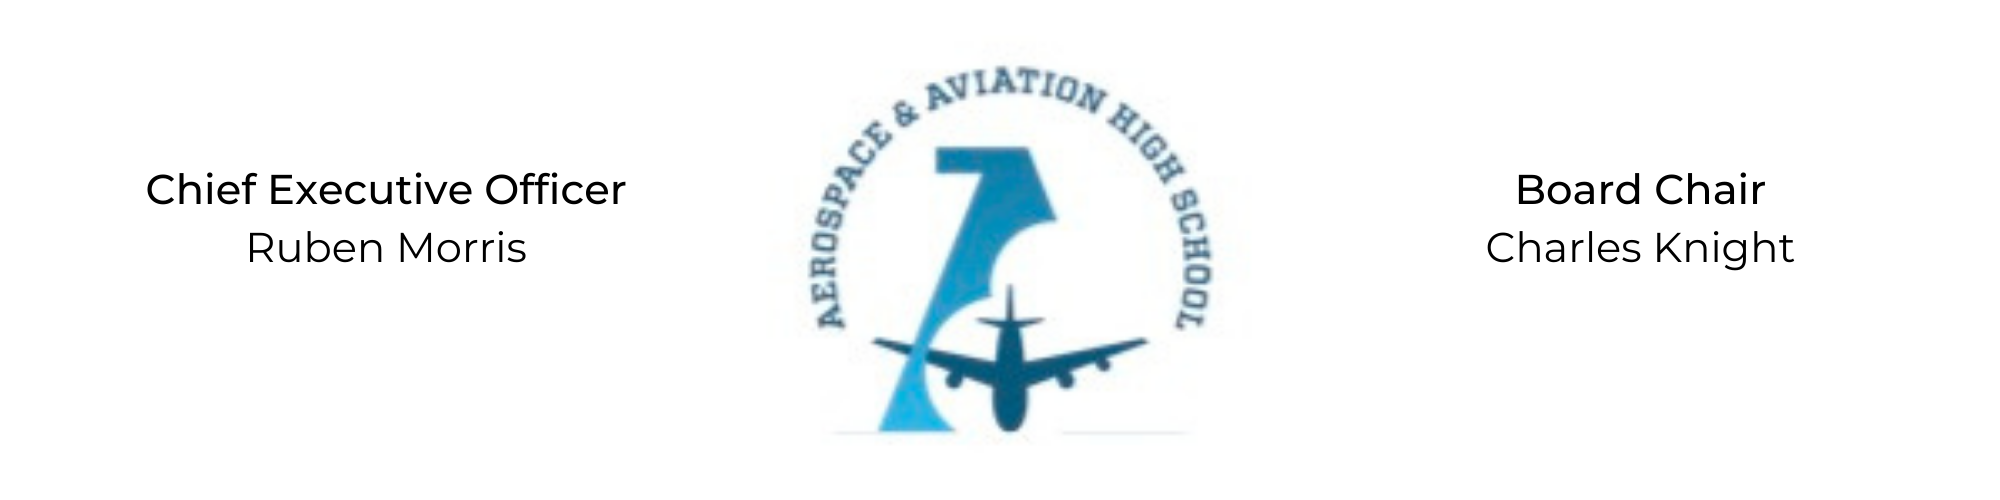 Chief Executive Officer
Ruben Morris
AEROSPACE & AVIATION HIGH SCHOOL
Board Chair
Charles Knight